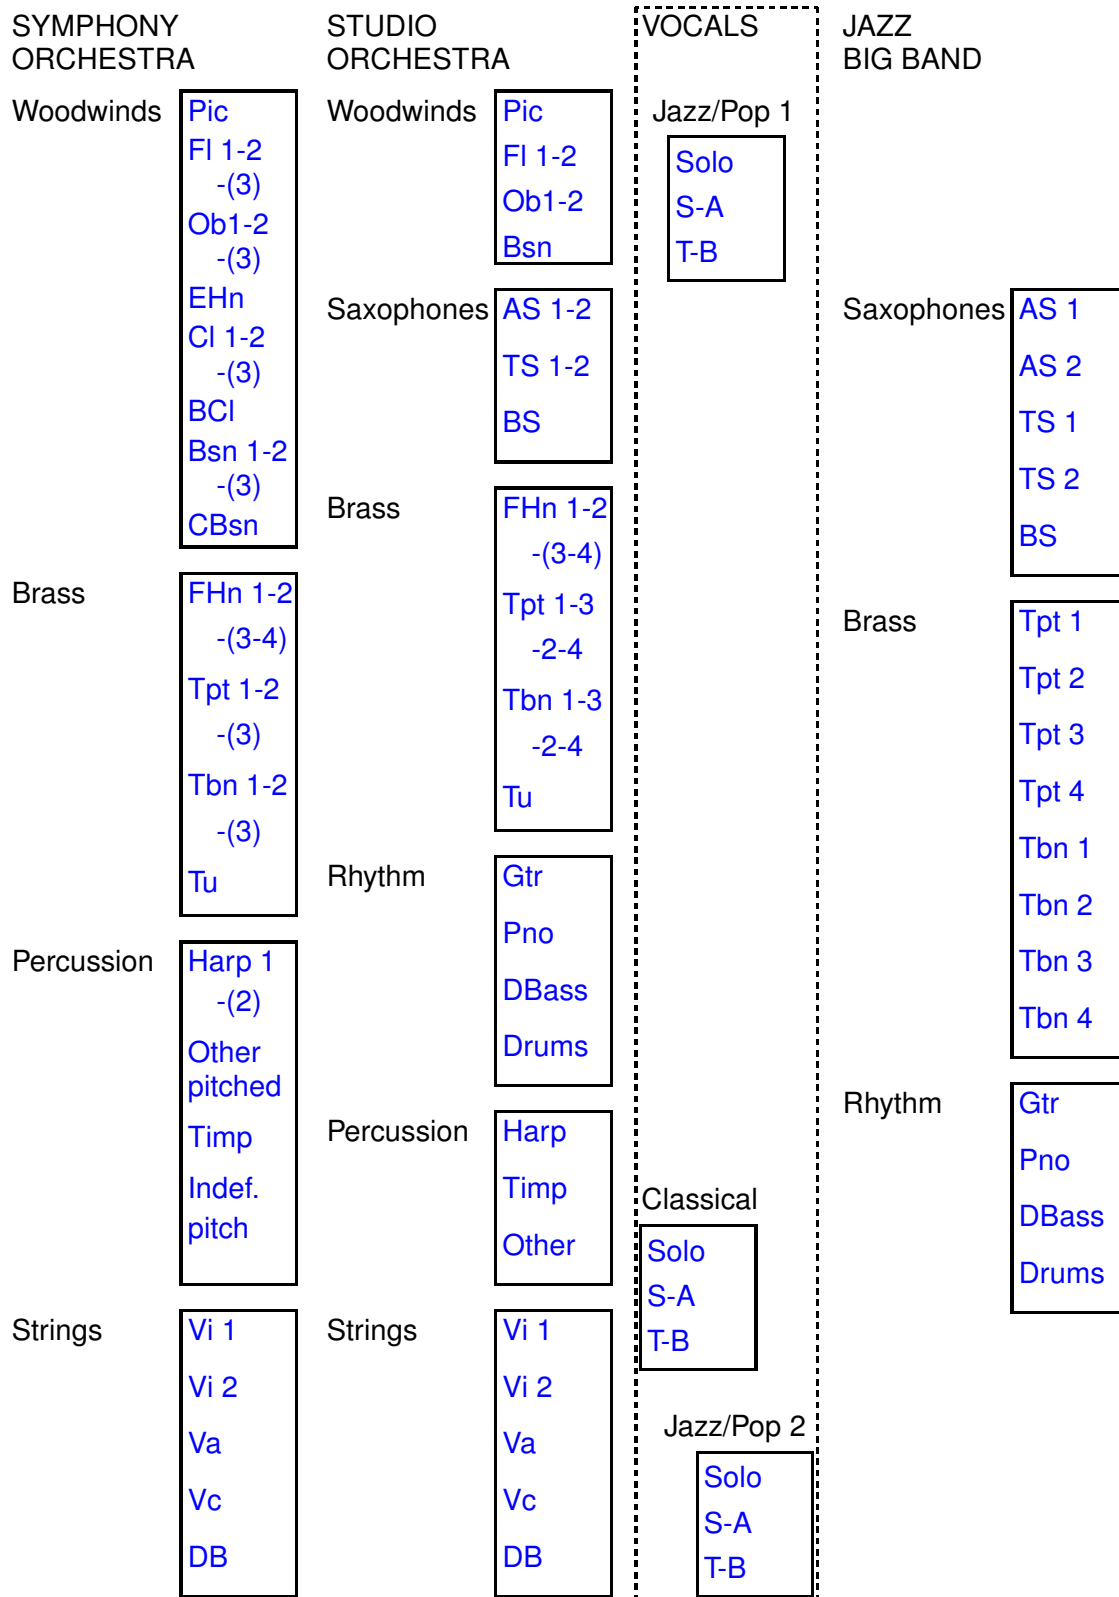 SYMPHONY
ORCHESTRA
Woodwinds
Pic
Fl 1-2
-(3)
Ob1-2
-(3)
EHn
Cl 1-2
-(3)
BCl
Bsn 1-2
-(3)
CBsn
Brass
FHn 1-2
-(3-4)
Tpt 1-2
-(3)
Tbn 1-2
-(3)
Tu
Percussion
Harp 1
-(2)
Other
pitched
Timp
Indef.
pitch
Strings
Vi 1
Vi 2
Va
Vc
DB
STUDIO
ORCHESTRA
Woodwinds
Pic
Fl 1-2
Ob1-2
Bsn
Saxophones
AS 1-2
TS 1-2
BS
Brass
FHn 1-2
-(3-4)
Tpt 1-3
-2-4
Tbn 1-3
-2-4
Tu
Rhythm
Gtr
Pno
DBass
Drums
Percussion
Harp
Timp
Other
Strings
Vi 1
Vi 2
Va
Vc
DB
VOCALS
Jazz/Pop 1
Solo
S-A
T-B
Classical
Solo
S-A
T-B
Jazz/Pop 2
Solo
S-A
T-B
JAZZ
BIG BAND
Saxophones
AS 1
AS 2
TS 1
TS 2
BS
Brass
Tpt 1
Tpt 2
Tpt 3
Tpt 4
Tbn 1
Tbn 2
Tbn 3
Tbn 4
Rhythm
Gtr
Pno
DBass
Drums